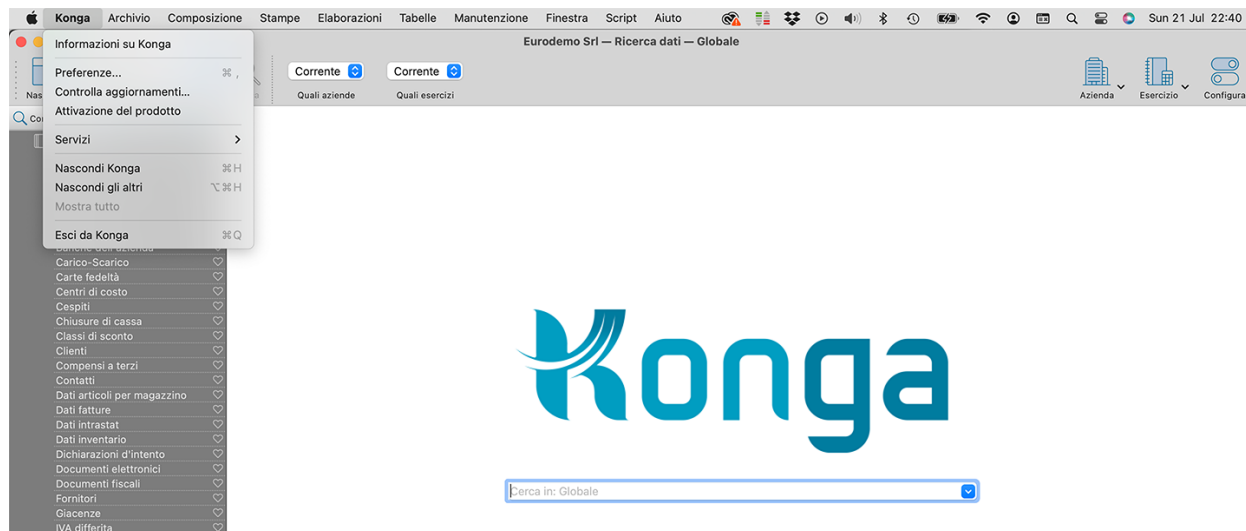 Konga Archivio Composizione Stampe Elaborazioni Tabelle Manutenzione Finestra Script Aiuto Sun 21 Jul 22:40
Eurodemo Srl — Ricerca dati — Globale
Informazioni su Konga
Preferenze... ⌘ ,
Controlla aggiornamenti...
Attivazione del prodotto
Servizi
Nascondi Konga ⌘H
Nascondi gli altri ⌥⌘H
Mostra tutto
Esci da Konga ⌘Q
Corrente Corrente
Quali aziende Quali esercizi
Azienda Esercizio Configura
Banche dell'azienda
Carico-Scarico
Carte fedeltà
Centri di costo
Cespiti
Chiusure di cassa
Classi di sconto
Clienti
Compensi a terzi
Contatti
Dati articoli per magazzino
Dati fatture
Dati intrastat
Dati inventario
Dichiarazioni d'intento
Documenti elettronici
Documenti fiscali
Fornitori
Giacenze
IVA differita
Konga
Cerca in: Globale